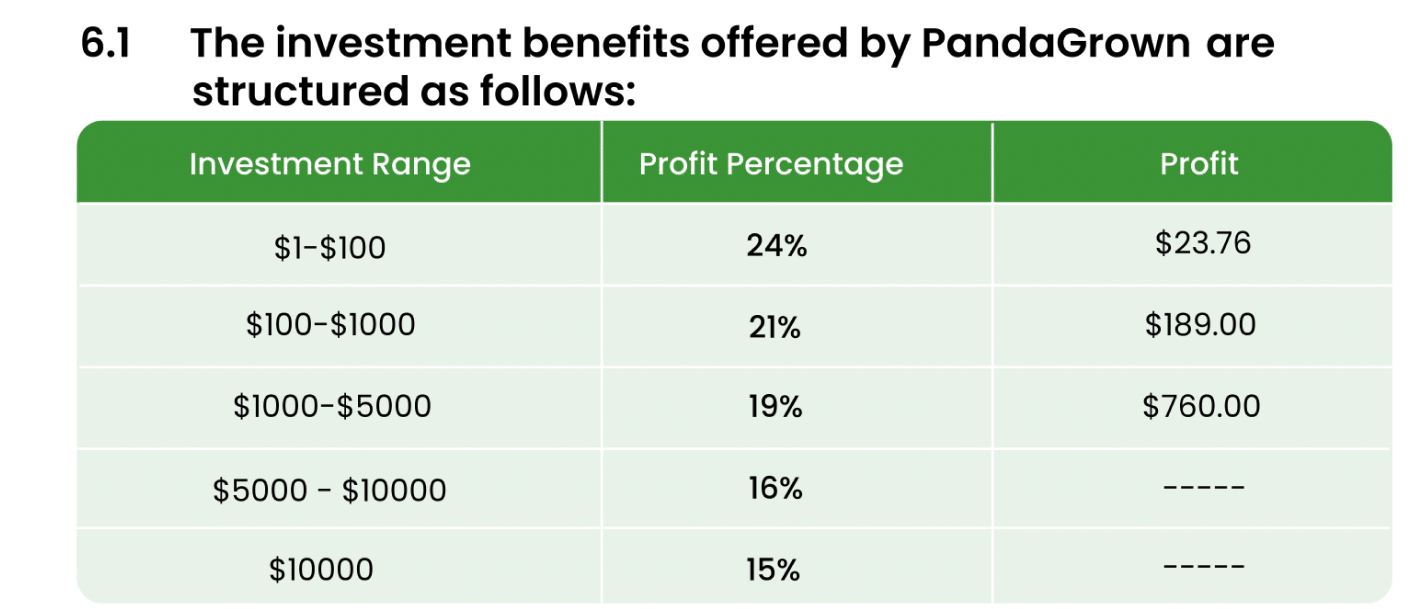 6.1 The investment benefits offered by PandaGrown are
structured as follows:
Investment Range Profit Percentage Profit
$1-$100 24% $23.76
$100-$1000 21% $189.00
$1000-$5000 19% $760.00
$5000 - $10000 16% -----
$10000 15% -----